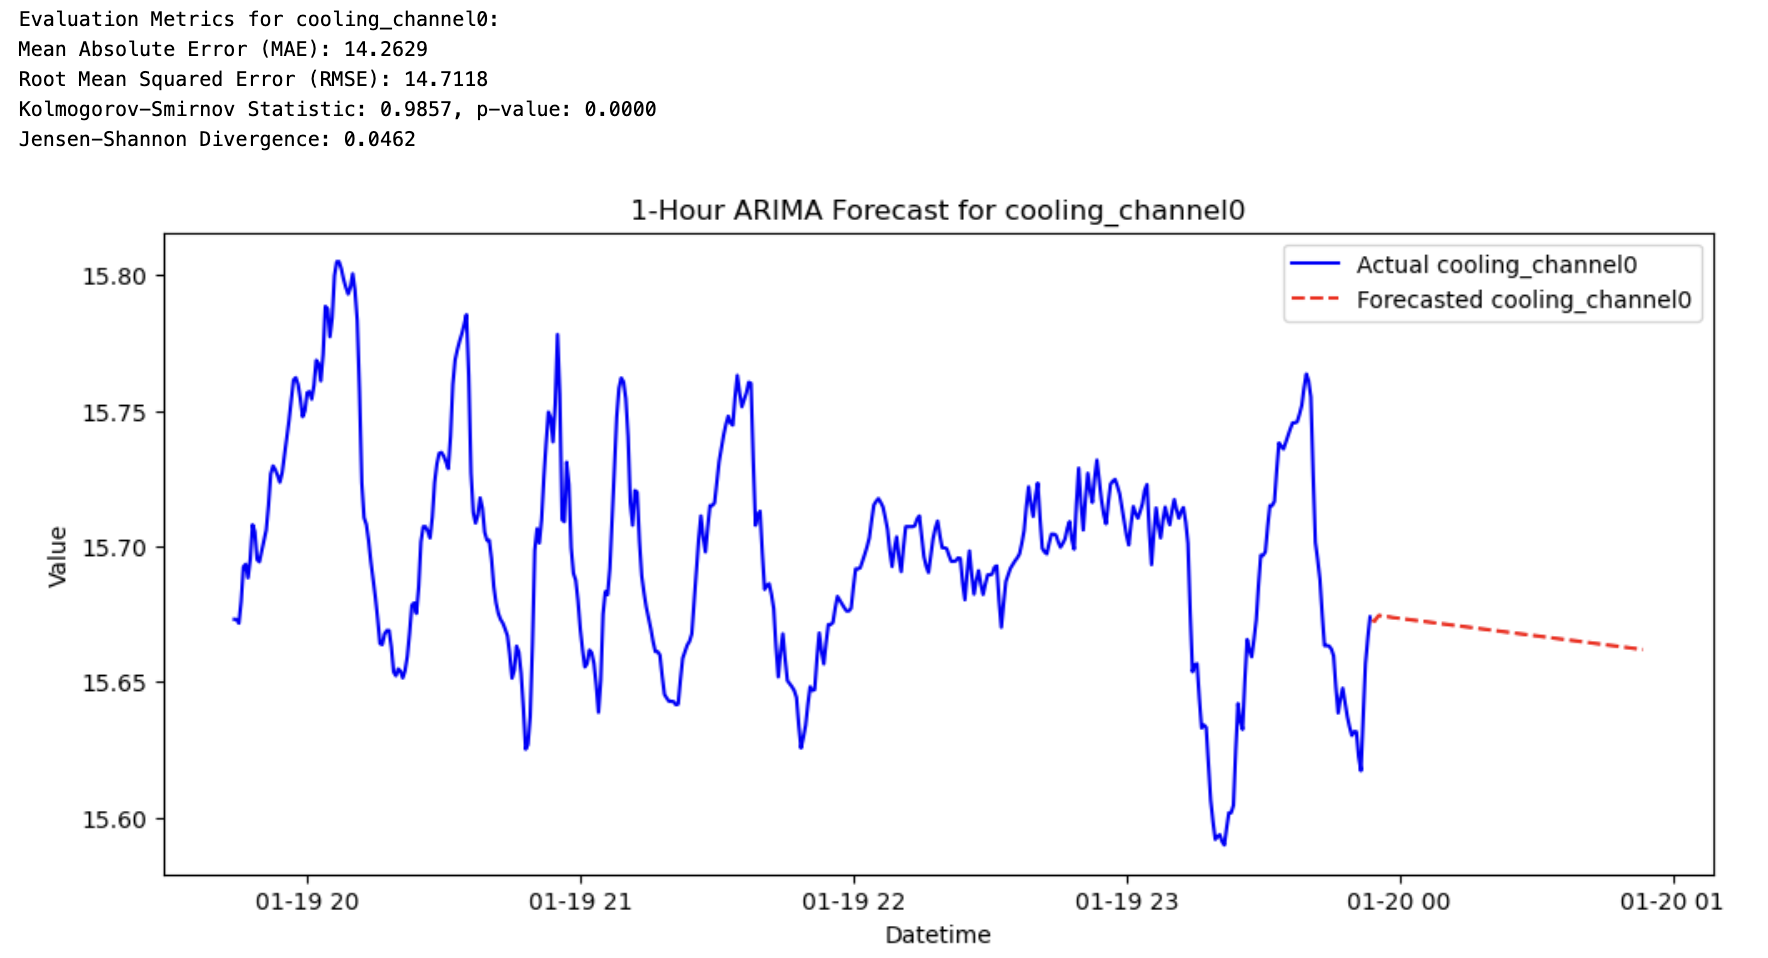 Evaluation Metrics for cooling_channel0:
Mean Absolute Error (MAE): 14.2629
Root Mean Squared Error (RMSE): 14.7118
Kolmogorov-Smirnov Statistic: 0.9857, p-value: 0.0000
Jensen-Shannon Divergence: 0.0462
1-Hour ARIMA Forecast for cooling_channel0
Actual cooling_channel0
Forecasted cooling_channel0
15.80
15.75
15.70
15.65
15.60
Value
01-19 20
01-19 21
01-19 22
01-19 23
01-20 00
01-20 01
Datetime